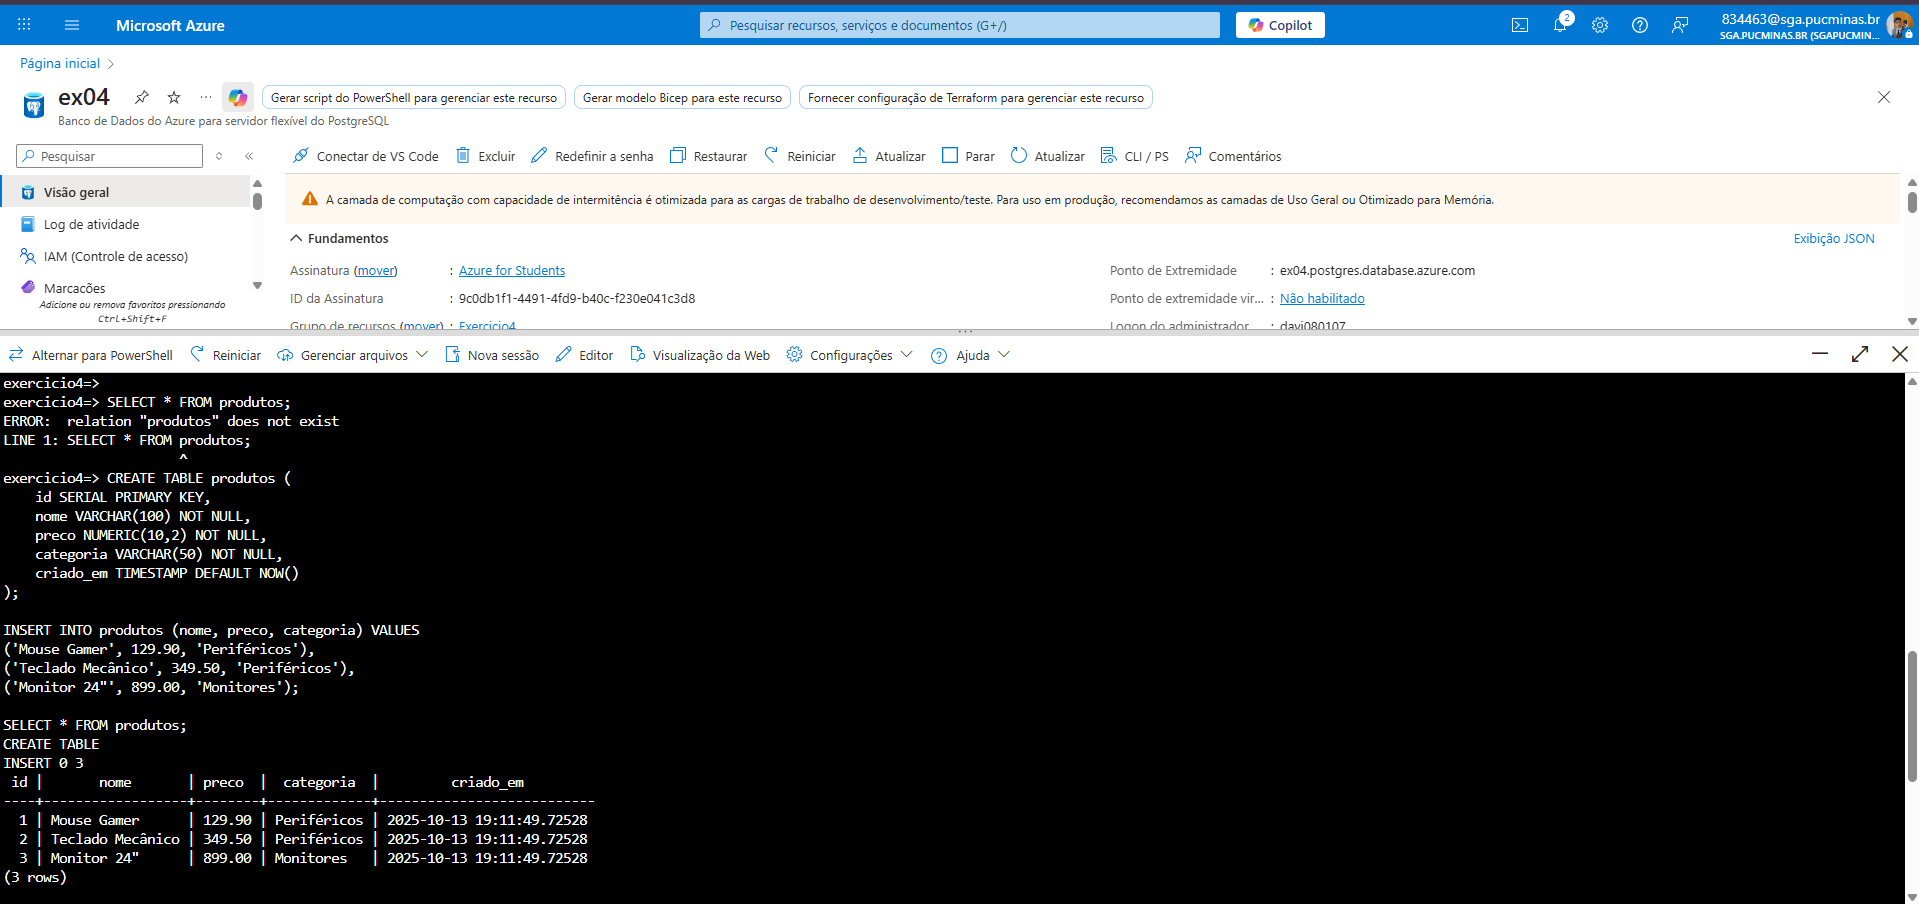 Microsoft Azure
Pesquisar recursos, serviços e documentos (G+/)
Copilot
2
834463@sga.pucminas.br
SGA.PUCMINAS.BR (SGAPUCMIN...
Página inicial
ex04
...
Gerar script do PowerShell para gerenciar este recurso
Gerar modelo Bicep para este recurso
Fornecer configuração de Terraform para gerenciar este recurso
Banco de Dados do Azure para servidor flexível do PostgreSQL
Pesquisar
Conectar de VS Code
Excluir
Redefinir a senha
Restaurar
Reiniciar
Atualizar
Parar
Atualizar
CLI / PS
Comentários
Visão geral
Log de atividade
IAM (Controle de acesso)
Marcações
Adicione ou remova favoritos pressionando
Ctrl+Shift+F
A camada de computação com capacidade de intermitência é otimizada para as cargas de trabalho de desenvolvimento/teste. Para uso em produção, recomendamos as camadas de Uso Geral ou Otimizado para Memória.
Fundamentos
Exibição JSON
Assinatura (mover) : Azure for Students
ID da Assinatura : 9c0db1f1-4491-4fd9-b40c-f230e041c3d8
Grupo de recursos (mover) : Exercicio4
Ponto de Extremidade : ex04.postgres.database.azure.com
Ponto de extremidade vir... : Não habilitado
Logon do administrador : davi080107
Alternar para PowerShell
Reiniciar
Gerenciar arquivos
Nova sessão
Editor
Visualização da Web
Configurações
Ajuda
exercicio4=>
exercicio4=> SELECT * FROM produtos;
ERROR:  relation "produtos" does not exist
LINE 1: SELECT * FROM produtos;
                      ^
exercicio4=> CREATE TABLE produtos (
    id SERIAL PRIMARY KEY,
    nome VARCHAR(100) NOT NULL,
    preco NUMERIC(10,2) NOT NULL,
    categoria VARCHAR(50) NOT NULL,
    criado_em TIMESTAMP DEFAULT NOW()
);
INSERT INTO produtos (nome, preco, categoria) VALUES
('Mouse Gamer', 129.90, 'Periféricos'),
('Teclado Mecânico', 349.50, 'Periféricos'),
('Monitor 24"', 899.00, 'Monitores');
SELECT * FROM produtos;
CREATE TABLE
INSERT 0 3
 id |       nome       | preco  |  categoria  |         criado_em
----+------------------+--------+-------------+---------------------------
  1 | Mouse Gamer      | 129.90 | Periféricos | 2025-10-13 19:11:49.72528
  2 | Teclado Mecânico | 349.50 | Periféricos | 2025-10-13 19:11:49.72528
  3 | Monitor 24"      | 899.00 | Monitores   | 2025-10-13 19:11:49.72528
(3 rows)